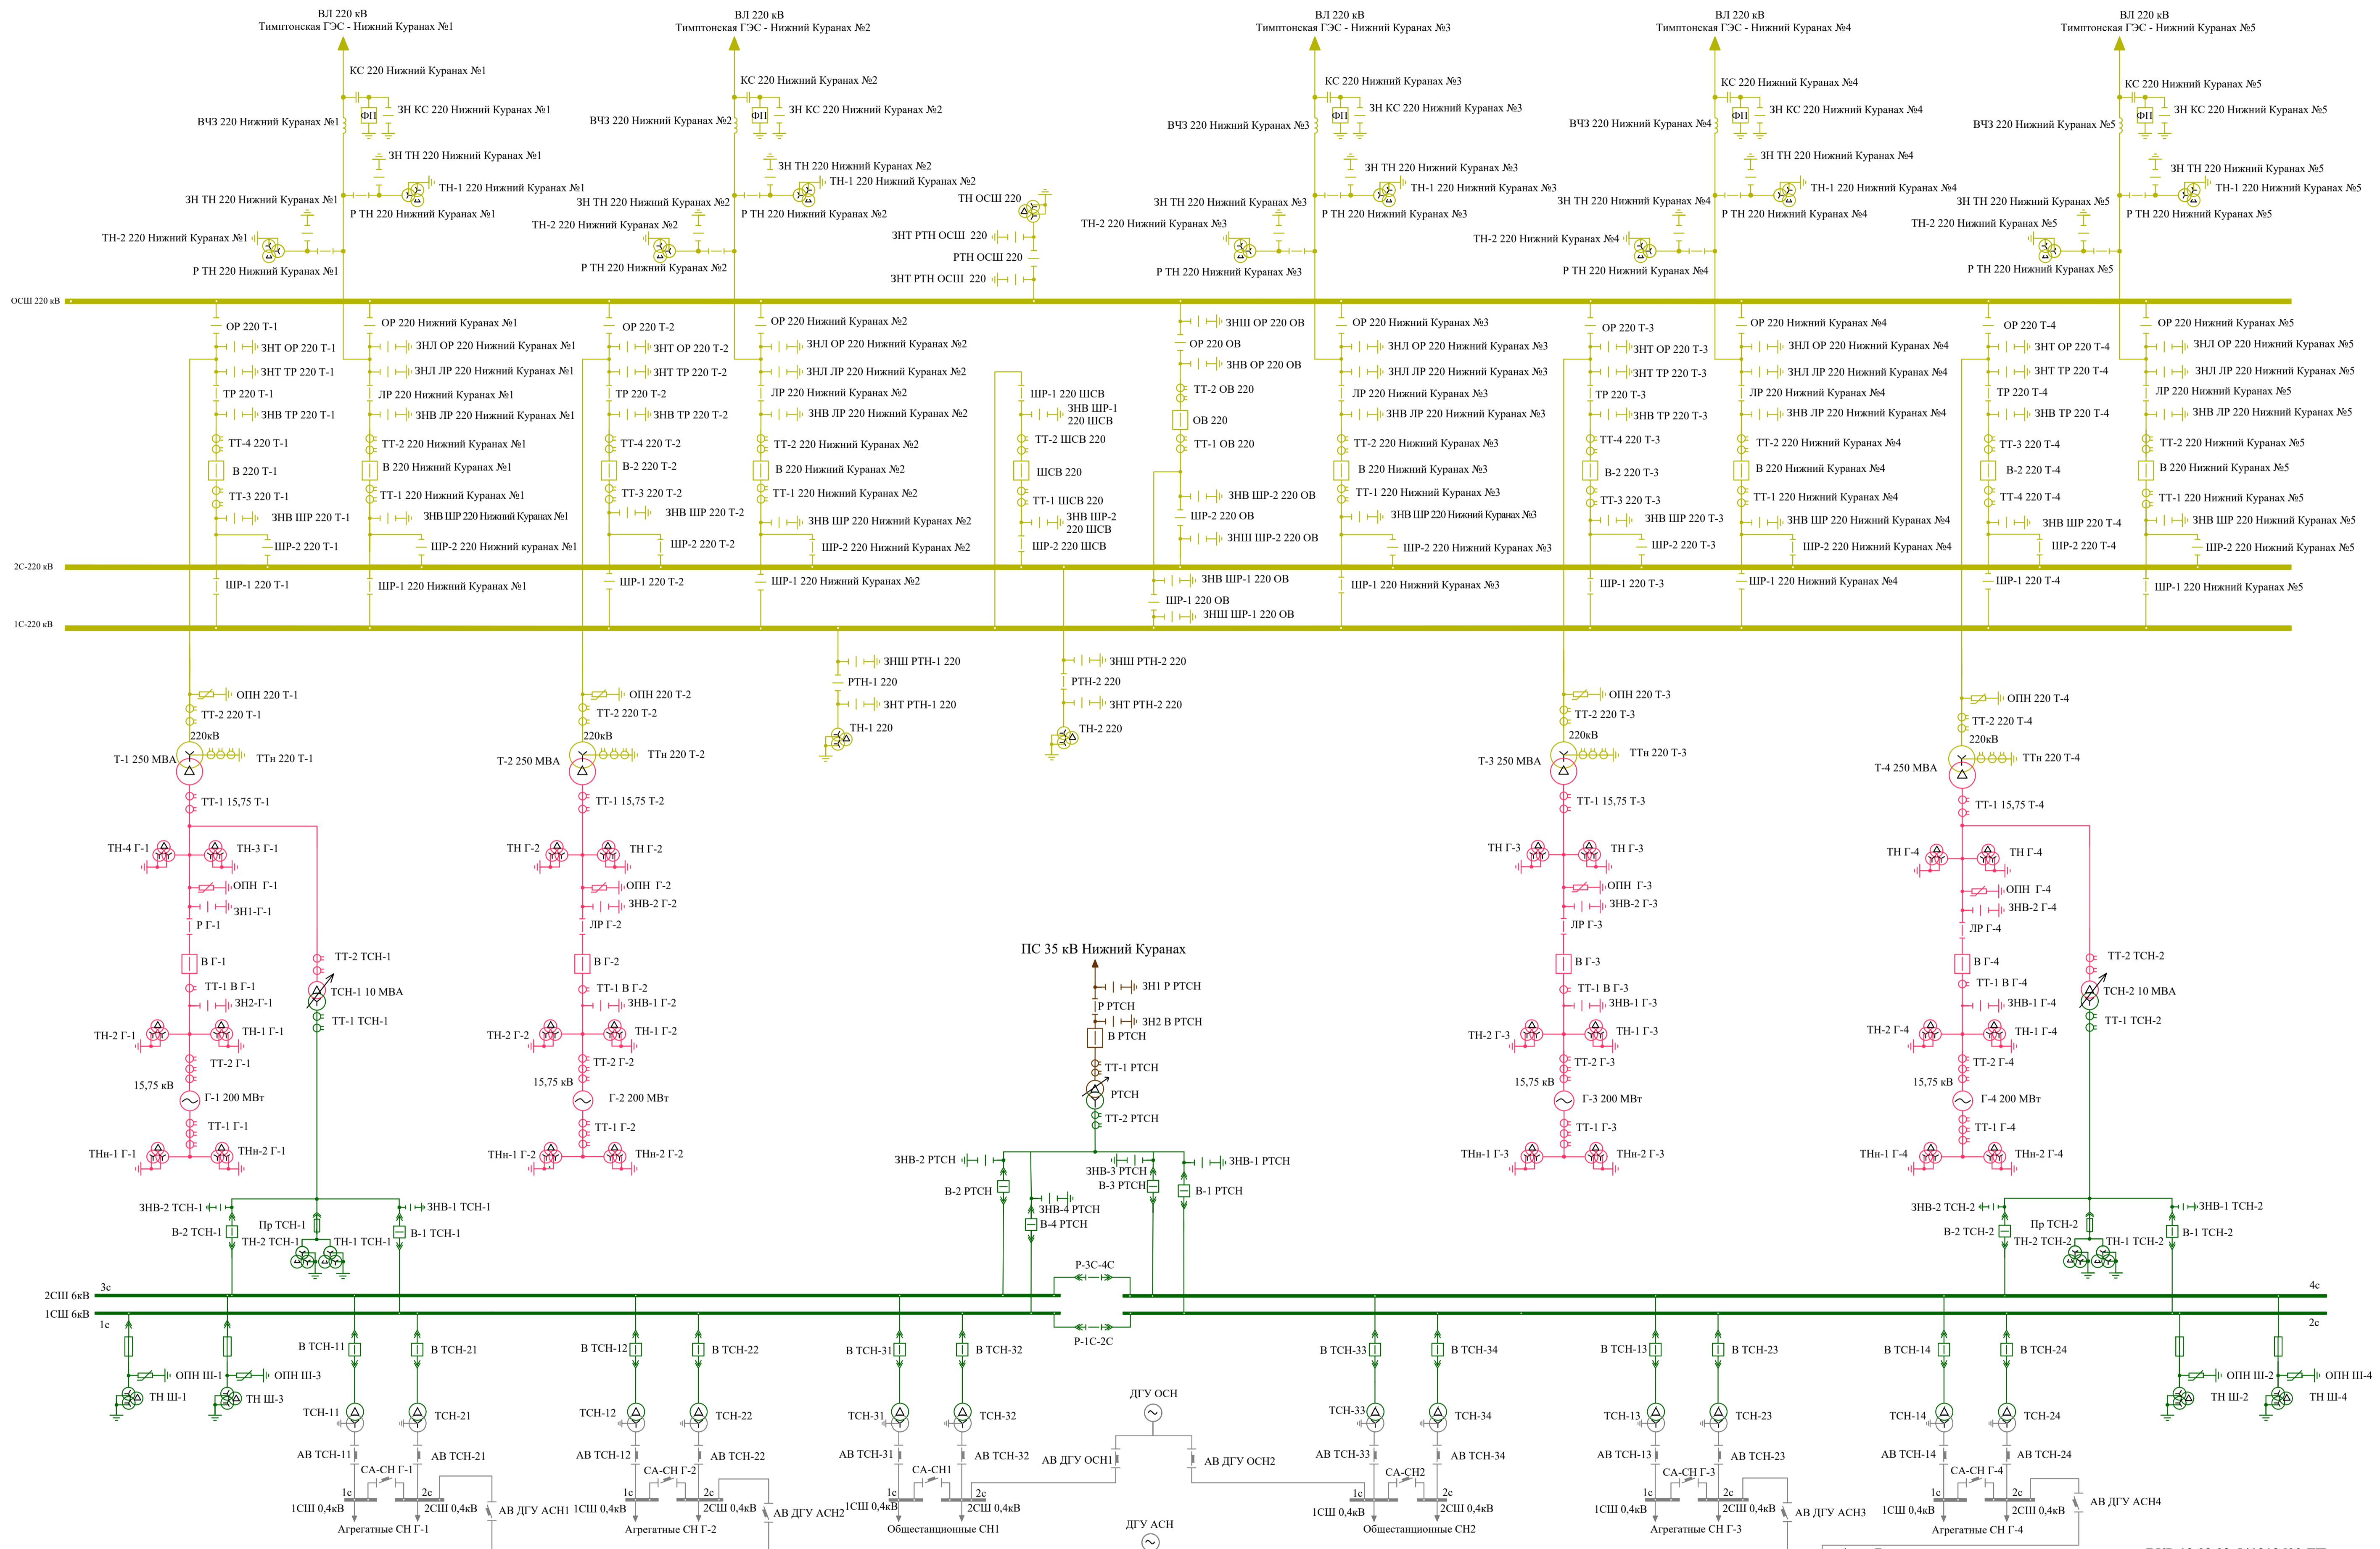 ВЛ 220 кВ
Тимптонская ГЭС - Нижний Куранах №1
ВЛ 220 кВ
Тимптонская ГЭС - Нижний Куранах №2
ВЛ 220 кВ
Тимптонская ГЭС - Нижний Куранах №3
ВЛ 220 кВ
Тимптонская ГЭС - Нижний Куранах №4
ВЛ 220 кВ
Тимптонская ГЭС - Нижний Куранах №5
КС 220 Нижний Куранах №1
ФП
ЗН КС 220 Нижний Куранах №1
ВЧЗ 220 Нижний Куранах №1
ЗН ТН 220 Нижний Куранах №1
ТН-1 220 Нижний Куранах №1
ЗН ТН 220 Нижний Куранах №1
Р ТН 220 Нижний Куранах №1
ТН-2 220 Нижний Куранах №1
Р ТН 220 Нижний Куранах №1
КС 220 Нижний Куранах №2
ФП
ЗН КС 220 Нижний Куранах №2
ВЧЗ 220 Нижний Куранах №2
ЗН ТН 220 Нижний Куранах №2
ТН-1 220 Нижний Куранах №2
ЗН ТН 220 Нижний Куранах №2
Р ТН 220 Нижний Куранах №2
ТН-2 220 Нижний Куранах №2
Р ТН 220 Нижний Куранах №2
ТН ОСШ 220
ЗНТ РТН ОСШ 220
РТН ОСШ 220
ЗНТ РТН ОСШ 220
КС 220 Нижний Куранах №3
ФП
ЗН КС 220 Нижний Куранах №3
ВЧЗ 220 Нижний Куранах №3
ЗН ТН 220 Нижний Куранах №3
ТН-1 220 Нижний Куранах №3
ЗН ТН 220 Нижний Куранах №3
Р ТН 220 Нижний Куранах №3
ТН-2 220 Нижний Куранах №3
Р ТН 220 Нижний Куранах №3
КС 220 Нижний Куранах №4
ФП
ЗН КС 220 Нижний Куранах №4
ВЧЗ 220 Нижний Куранах №4
ЗН ТН 220 Нижний Куранах №4
ТН-1 220 Нижний Куранах №4
ЗН ТН 220 Нижний Куранах №4
Р ТН 220 Нижний Куранах №4
ТН-2 220 Нижний Куранах №4
Р ТН 220 Нижний Куранах №4
КС 220 Нижний Куранах №5
ФП
ЗН КС 220 Нижний Куранах №5
ВЧЗ 220 Нижний Куранах №5
ЗН ТН 220 Нижний Куранах №5
ТН-1 220 Нижний Куранах №5
ЗН ТН 220 Нижний Куранах №5
Р ТН 220 Нижний Куранах №5
ТН-2 220 Нижний Куранах №5
Р ТН 220 Нижний Куранах №5
ОСШ 220 кВ
ОР 220 Т-1
ЗНТ ОР 220 Т-1
ЗНТ ТР 220 Т-1
ТР 220 Т-1
ЗНВ ТР 220 Т-1
ТТ-4 220 Т-1
В 220 Т-1
ТТ-3 220 Т-1
ЗНВ ШР 220 Т-1
ШР-2 220 Т-1
ШР-1 220 Т-1
ОР 220 Нижний Куранах №1
ЗНЛ ОР 220 Нижний Куранах №1
ЗНЛ ЛР 220 Нижний Куранах №1
ЛР 220 Нижний Куранах №1
ЗНВ ЛР 220 Нижний Куранах №1
ТТ-2 220 Нижний Куранах №1
В 220 Нижний Куранах №1
ТТ-1 220 Нижний Куранах №1
ЗНВ ШР 220 Нижний Куранах №1
ШР-2 220 Нижний куранах №1
ШР-1 220 Нижний Куранах №1
ОР 220 Т-2
ЗНТ ОР 220 Т-2
ЗНТ ТР 220 Т-2
ТР 220 Т-2
ЗНВ ТР 220 Т-2
ТТ-4 220 Т-2
В-2 220 Т-2
ТТ-3 220 Т-2
ЗНВ ШР 220 Т-2
ШР-2 220 Т-2
ШР-1 220 Т-2
ОР 220 Нижний Куранах №2
ЗНЛ ОР 220 Нижний Куранах №2
ЗНЛ ЛР 220 Нижний Куранах №2
ЛР 220 Нижний Куранах №2
ЗНВ ЛР 220 Нижний Куранах №2
ТТ-2 220 Нижний Куранах №2
В 220 Нижний Куранах №2
ТТ-1 220 Нижний Куранах №2
ЗНВ ШР 220 Нижний Куранах №2
ШР-2 220 Нижний Куранах №2
ШР-1 220 Нижний Куранах №2
ШР-1 220 ШСВ
ЗНВ ШР-1
220 ШСВ
ТТ-2 ШСВ 220
ШСВ 220
ТТ-1 ШСВ 220
ЗНВ ШР-2
220 ШСВ
ШР-2 220 ШСВ
ЗНШ ОР 220 ОВ
ОР 220 ОВ
ЗНВ ОР 220 ОВ
ТТ-2 ОВ 220
ОВ 220
ТТ-1 ОВ 220
ЗНВ ШР-2 220 ОВ
ШР-2 220 ОВ
ЗНШ ШР-2 220 ОВ
ЗНВ ШР-1 220 ОВ
ШР-1 220 ОВ
ЗНШ ШР-1 220 ОВ
ОР 220 Нижний Куранах №3
ЗНЛ ОР 220 Нижний Куранах №3
ЗНЛ ЛР 220 Нижний Куранах №3
ЛР 220 Нижний Куранах №3
ЗНВ ЛР 220 Нижний Куранах №3
ТТ-2 220 Нижний Куранах №3
В 220 Нижний Куранах №3
ТТ-1 220 Нижний Куранах №3
ЗНВ ШР 220 Нижний Куранах №3
ШР-2 220 Нижний Куранах №3
ШР-1 220 Нижний Куранах №3
ОР 220 Т-3
ЗНТ ОР 220 Т-3
ЗНТ ТР 220 Т-3
ТР 220 Т-3
ЗНВ ТР 220 Т-3
ТТ-4 220 Т-3
В-2 220 Т-3
ТТ-3 220 Т-3
ЗНВ ШР 220 Т-3
ШР-2 220 Т-3
ШР-1 220 Т-3
ОР 220 Нижний Куранах №4
ЗНЛ ОР 220 Нижний Куранах №4
ЗНЛ ЛР 220 Нижний Куранах №4
ЛР 220 Нижний Куранах №4
ЗНВ ЛР 220 Нижний Куранах №4
ТТ-2 220 Нижний Куранах №4
В 220 Нижний Куранах №4
ТТ-1 220 Нижний Куранах №4
ЗНВ ШР 220 Нижний Куранах №4
ШР-2 220 Нижний Куранах №4
ШР-1 220 Нижний Куранах №4
ОР 220 Т-4
ЗНТ ОР 220 Т-4
ЗНТ ТР 220 Т-4
ТР 220 Т-4
ЗНВ ТР 220 Т-4
ТТ-3 220 Т-4
В-2 220 Т-4
ТТ-4 220 Т-4
ЗНВ ШР 220 Т-4
ШР-2 220 Т-4
ШР-1 220 Т-4
ОР 220 Нижний Куранах №5
ЗНЛ ОР 220 Нижний Куранах №5
ЗНЛ ЛР 220 Нижний Куранах №5
ЛР 220 Нижний Куранах №5
ЗНВ ЛР 220 Нижний Куранах №5
ТТ-2 220 Нижний Куранах №5
В 220 Нижний Куранах №5
ТТ-1 220 Нижний Куранах №5
ЗНВ ШР 220 Нижний Куранах №5
ШР-2 220 Нижний Куранах №5
ШР-1 220 Нижний Куранах №5
2С-220 кВ
1С-220 кВ
ЗНШ РТН-1 220
РТН-1 220
ЗНТ РТН-1 220
ТН-1 220
ЗНШ РТН-2 220
РТН-2 220
ЗНТ РТН-2 220
ТН-2 220
ОПН 220 Т-1
ТТ-2 220 Т-1
220кВ
Т-1 250 МВА
ТТн 220 Т-1
ТТ-1 15,75 Т-1
ТН-4 Г-1
ТН-3 Г-1
ОПН Г-1
ЗН1-Г-1
Р Г-1
В Г-1
ТТ-1 В Г-1
ЗН2-Г-1
ТН-2 Г-1
ТН-1 Г-1
ТТ-2 Г-1
15,75 кВ
Г-1 200 МВт
ТТ-1 Г-1
ТНн-1 Г-1
ТНн-2 Г-1
ТТ-2 ТСН-1
ТСН-1 10 МВА
ТТ-1 ТСН-1
ОПН 220 Т-2
ТТ-2 220 Т-2
220кВ
Т-2 250 МВА
ТТн 220 Т-2
ТТ-1 15,75 Т-2
ТН Г-2
ТН Г-2
ОПН Г-2
ЗНВ-2 Г-2
ЛР Г-2
В Г-2
ТТ-1 В Г-2
ЗНВ-1 Г-2
ТН-2 Г-2
ТН-1 Г-2
ТТ-2 Г-2
15,75 кВ
Г-2 200 МВт
ТТ-1 Г-2
ТНн-1 Г-2
ТНн-2 Г-2
ПС 35 кВ Нижний Куранах
ЗН1 Р РТСН
Р РТСН
ЗН2 В РТСН
В РТСН
ТТ-1 РТСН
РТСН
ТТ-2 РТСН
ЗНВ-2 РТСН
В-2 РТСН
ЗНВ-4 РТСН
В-4 РТСН
ЗНВ-3 РТСН
В-3 РТСН
ЗНВ-1 РТСН
В-1 РТСН
ОПН 220 Т-3
ТТ-2 220 Т-3
220кВ
Т-3 250 МВА
ТТн 220 Т-3
ТТ-1 15,75 Т-3
ТН Г-3
ТН Г-3
ОПН Г-3
ЗНВ-2 Г-3
ЛР Г-3
В Г-3
ТТ-1 В Г-3
ЗНВ-1 Г-3
ТН-2 Г-3
ТН-1 Г-3
ТТ-2 Г-3
15,75 кВ
Г-3 200 МВт
ТТ-1 Г-3
ТНн-1 Г-3
ТНн-2 Г-3
ОПН 220 Т-4
ТТ-2 220 Т-4
220кВ
Т-4 250 МВА
ТТн 220 Т-4
ТТ-1 15,75 Т-4
ТН Г-4
ТН Г-4
ОПН Г-4
ЗНВ-2 Г-4
ЛР Г-4
В Г-4
ТТ-1 В Г-4
ЗНВ-1 Г-4
ТН-2 Г-4
ТН-1 Г-4
ТТ-2 Г-4
15,75 кВ
Г-4 200 МВт
ТТ-1 Г-4
ТНн-1 Г-4
ТНн-2 Г-4
ТТ-2 ТСН-2
ТСН-2 10 МВА
ТТ-1 ТСН-2
ЗНВ-2 ТСН-1
В-2 ТСН-1
Пр ТСН-1
ТН-2 ТСН-1
ТН-1 ТСН-1
ЗНВ-1 ТСН-1
В-1 ТСН-1
ЗНВ-2 ТСН-2
В-2 ТСН-2
Пр ТСН-2
ТН-2 ТСН-2
ТН-1 ТСН-2
ЗНВ-1 ТСН-2
В-1 ТСН-2
Р-3С-4С
3с
4с
2СШ 6кВ
1СШ 6кВ
1с
2с
Р-1С-2С
ОПН Ш-1
ТН Ш-1
ОПН Ш-3
ТН Ш-3
В ТСН-11
В ТСН-21
В ТСН-12
В ТСН-22
В ТСН-31
В ТСН-32
В ТСН-33
В ТСН-34
В ТСН-13
В ТСН-23
В ТСН-14
В ТСН-24
ОПН Ш-2
ТН Ш-2
ОПН Ш-4
ТН Ш-4
ТСН-11
ТСН-21
ТСН-12
ТСН-22
ТСН-31
ТСН-32
ДГУ ОСН
ТСН-33
ТСН-34
ТСН-13
ТСН-23
ТСН-14
ТСН-24
АВ ТСН-11
АВ ТСН-21
АВ ТСН-12
АВ ТСН-22
АВ ТСН-31
АВ ТСН-32
АВ ДГУ ОСН1
АВ ДГУ ОСН2
АВ ТСН-33
АВ ТСН-34
АВ ТСН-13
АВ ТСН-23
АВ ТСН-14
АВ ТСН-24
СА-СН Г-1
1с
2с
1СШ 0,4кВ
2СШ 0,4кВ
АВ ДГУ АСН1
Агрегатные СН Г-1
СА-СН Г-2
1с
2с
1СШ 0,4кВ
2СШ 0,4кВ
АВ ДГУ АСН2
Агрегатные СН Г-2
СА-СН1
1с
2с
1СШ 0,4кВ
2СШ 0,4кВ
Общестанционные СН1
ДГУ АСН
СА-СН2
1с
2с
1СШ 0,4кВ
2СШ 0,4кВ
Общестанционные СН2
СА-СН Г-3
1с
2с
1СШ 0,4кВ
2СШ 0,4кВ
АВ ДГУ АСН3
Агрегатные СН Г-3
СА-СН Г-4
1с
2с
1СШ 0,4кВ
2СШ 0,4кВ
АВ ДГУ АСН4
Агрегатные СН Г-4